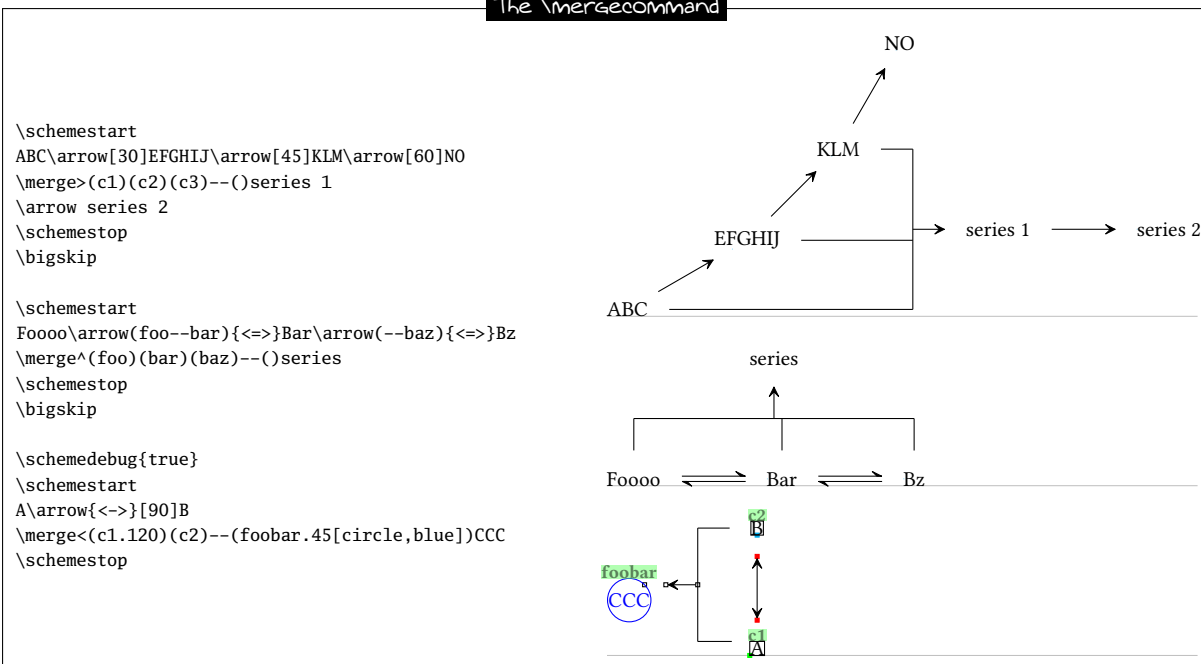 The \mergecommand
\schemestart
ABC\arrow[30]EFGHIJ\arrow[45]KLM\arrow[60]NO
\merge>(c1)(c2)(c3)--()series 1
\arrow series 2
\schemestop
\bigskip
\schemestart
Foooo\arrow(foo--bar){<=>}Bar\arrow(--baz){<=>}Bz
\merge^(foo)(bar)(baz)--()series
\schemestop
\bigskip
\schemedebug{true}
\schemestart
A\arrow{<->}[90]B
\merge<(c1.120)(c2)--(foobar.45[circle,blue])CCC
\schemestop
NO
KLM
EFGHIJ
series 1
series 2
ABC
series
Foooo
Bar
Bz
c2
B
foobar
CCC
c1
A